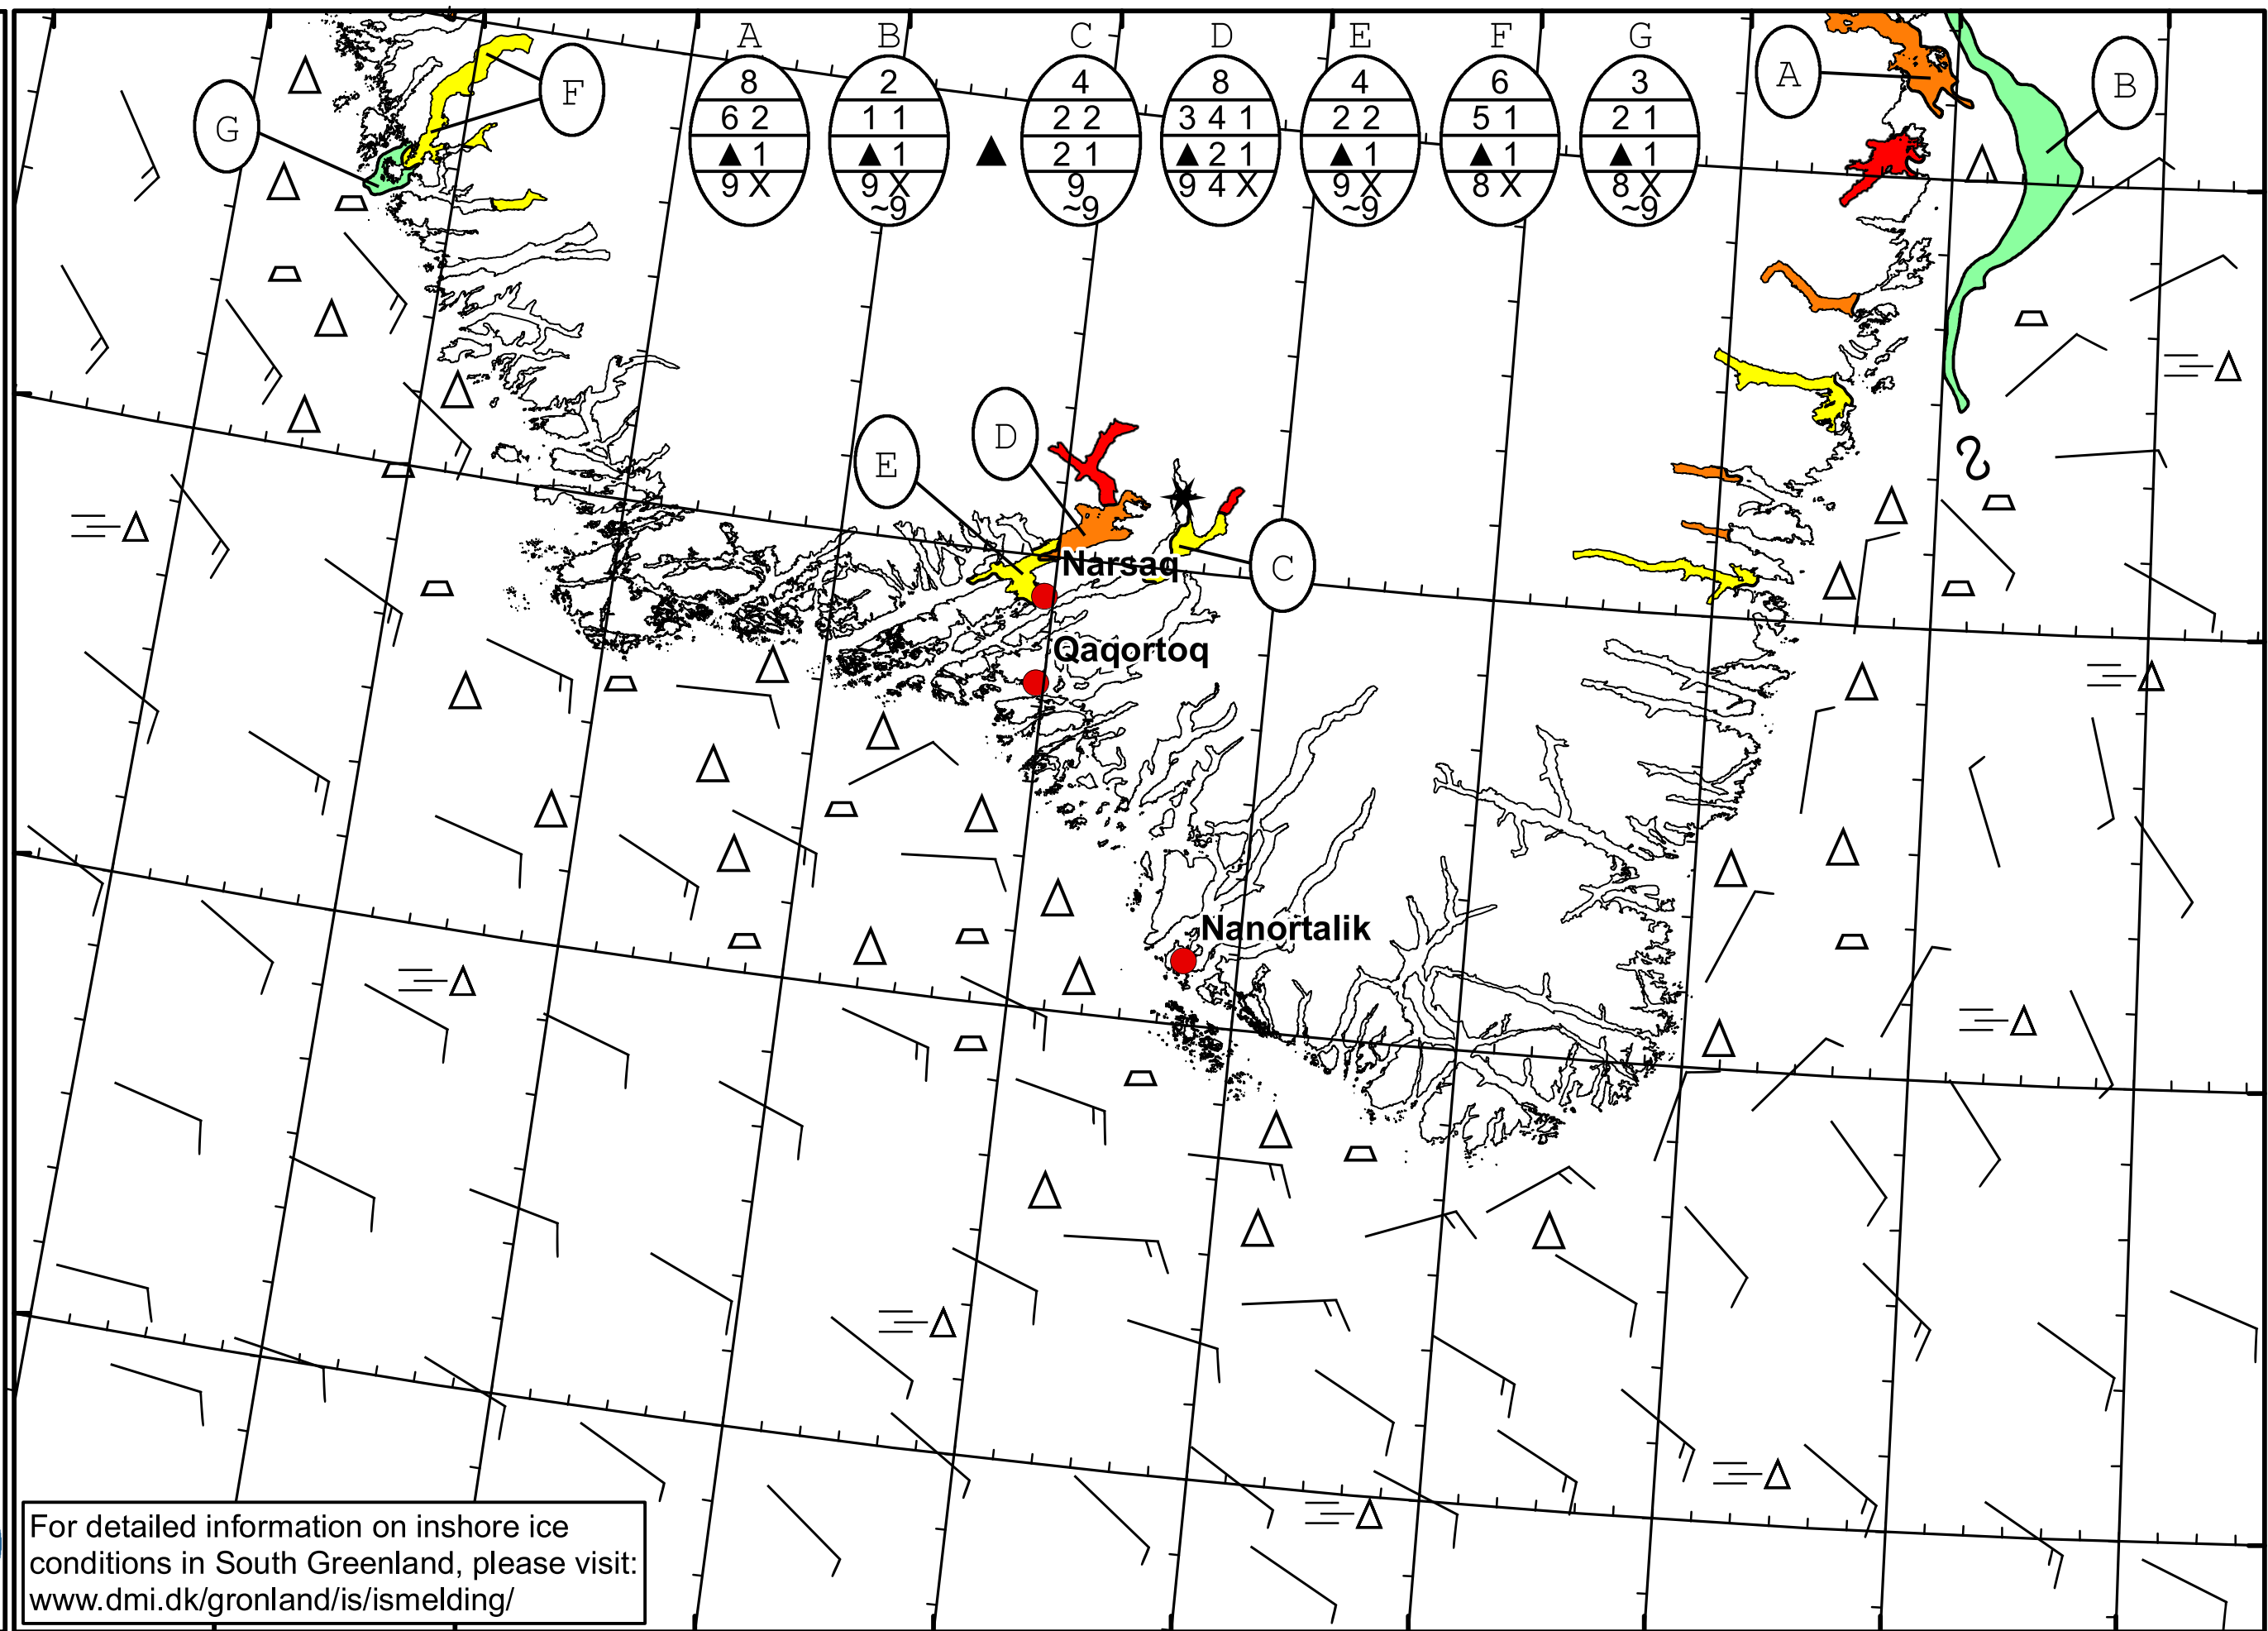 A B C D E F G
8 2 4 8 4 6 3
6 2 1 1 2 2 3 4 1 2 2 5 1 2 1
▲ 1 ▲ 1 ▲ 2 1 ▲ 2 1 ▲ 1 ▲ 1 ▲ 1
9 X 9 X 9 9 4 X 9 X 8 X 8 X
~9 ~9 ~9 ~9
F
G
A
B
E
D
C
Narsaq
Qaqortoq
Nanortalik
For detailed information on inshore ice
conditions in South Greenland, please visit:
www.dmi.dk/gronland/is/ismelding/